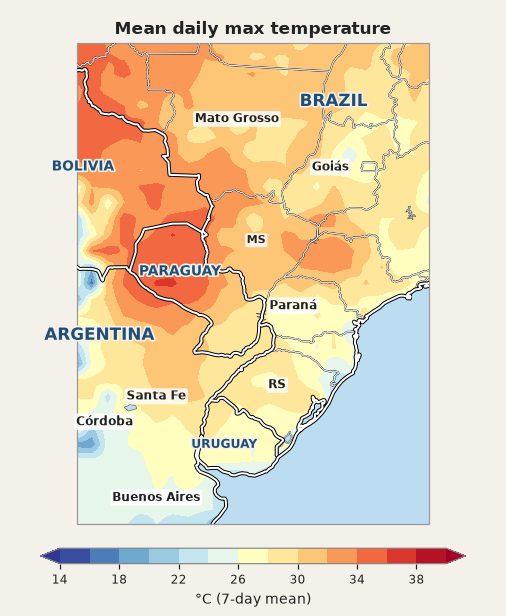 Mean daily max temperature
BRAZIL
Mato Grosso
BOLIVIA
Goiás
MS
PARAGUAY
Paraná
ARGENTINA
RS
Santa Fe
Córdoba
URUGUAY
Buenos Aires
14 18 22 26 30 34 38
°C (7-day mean)